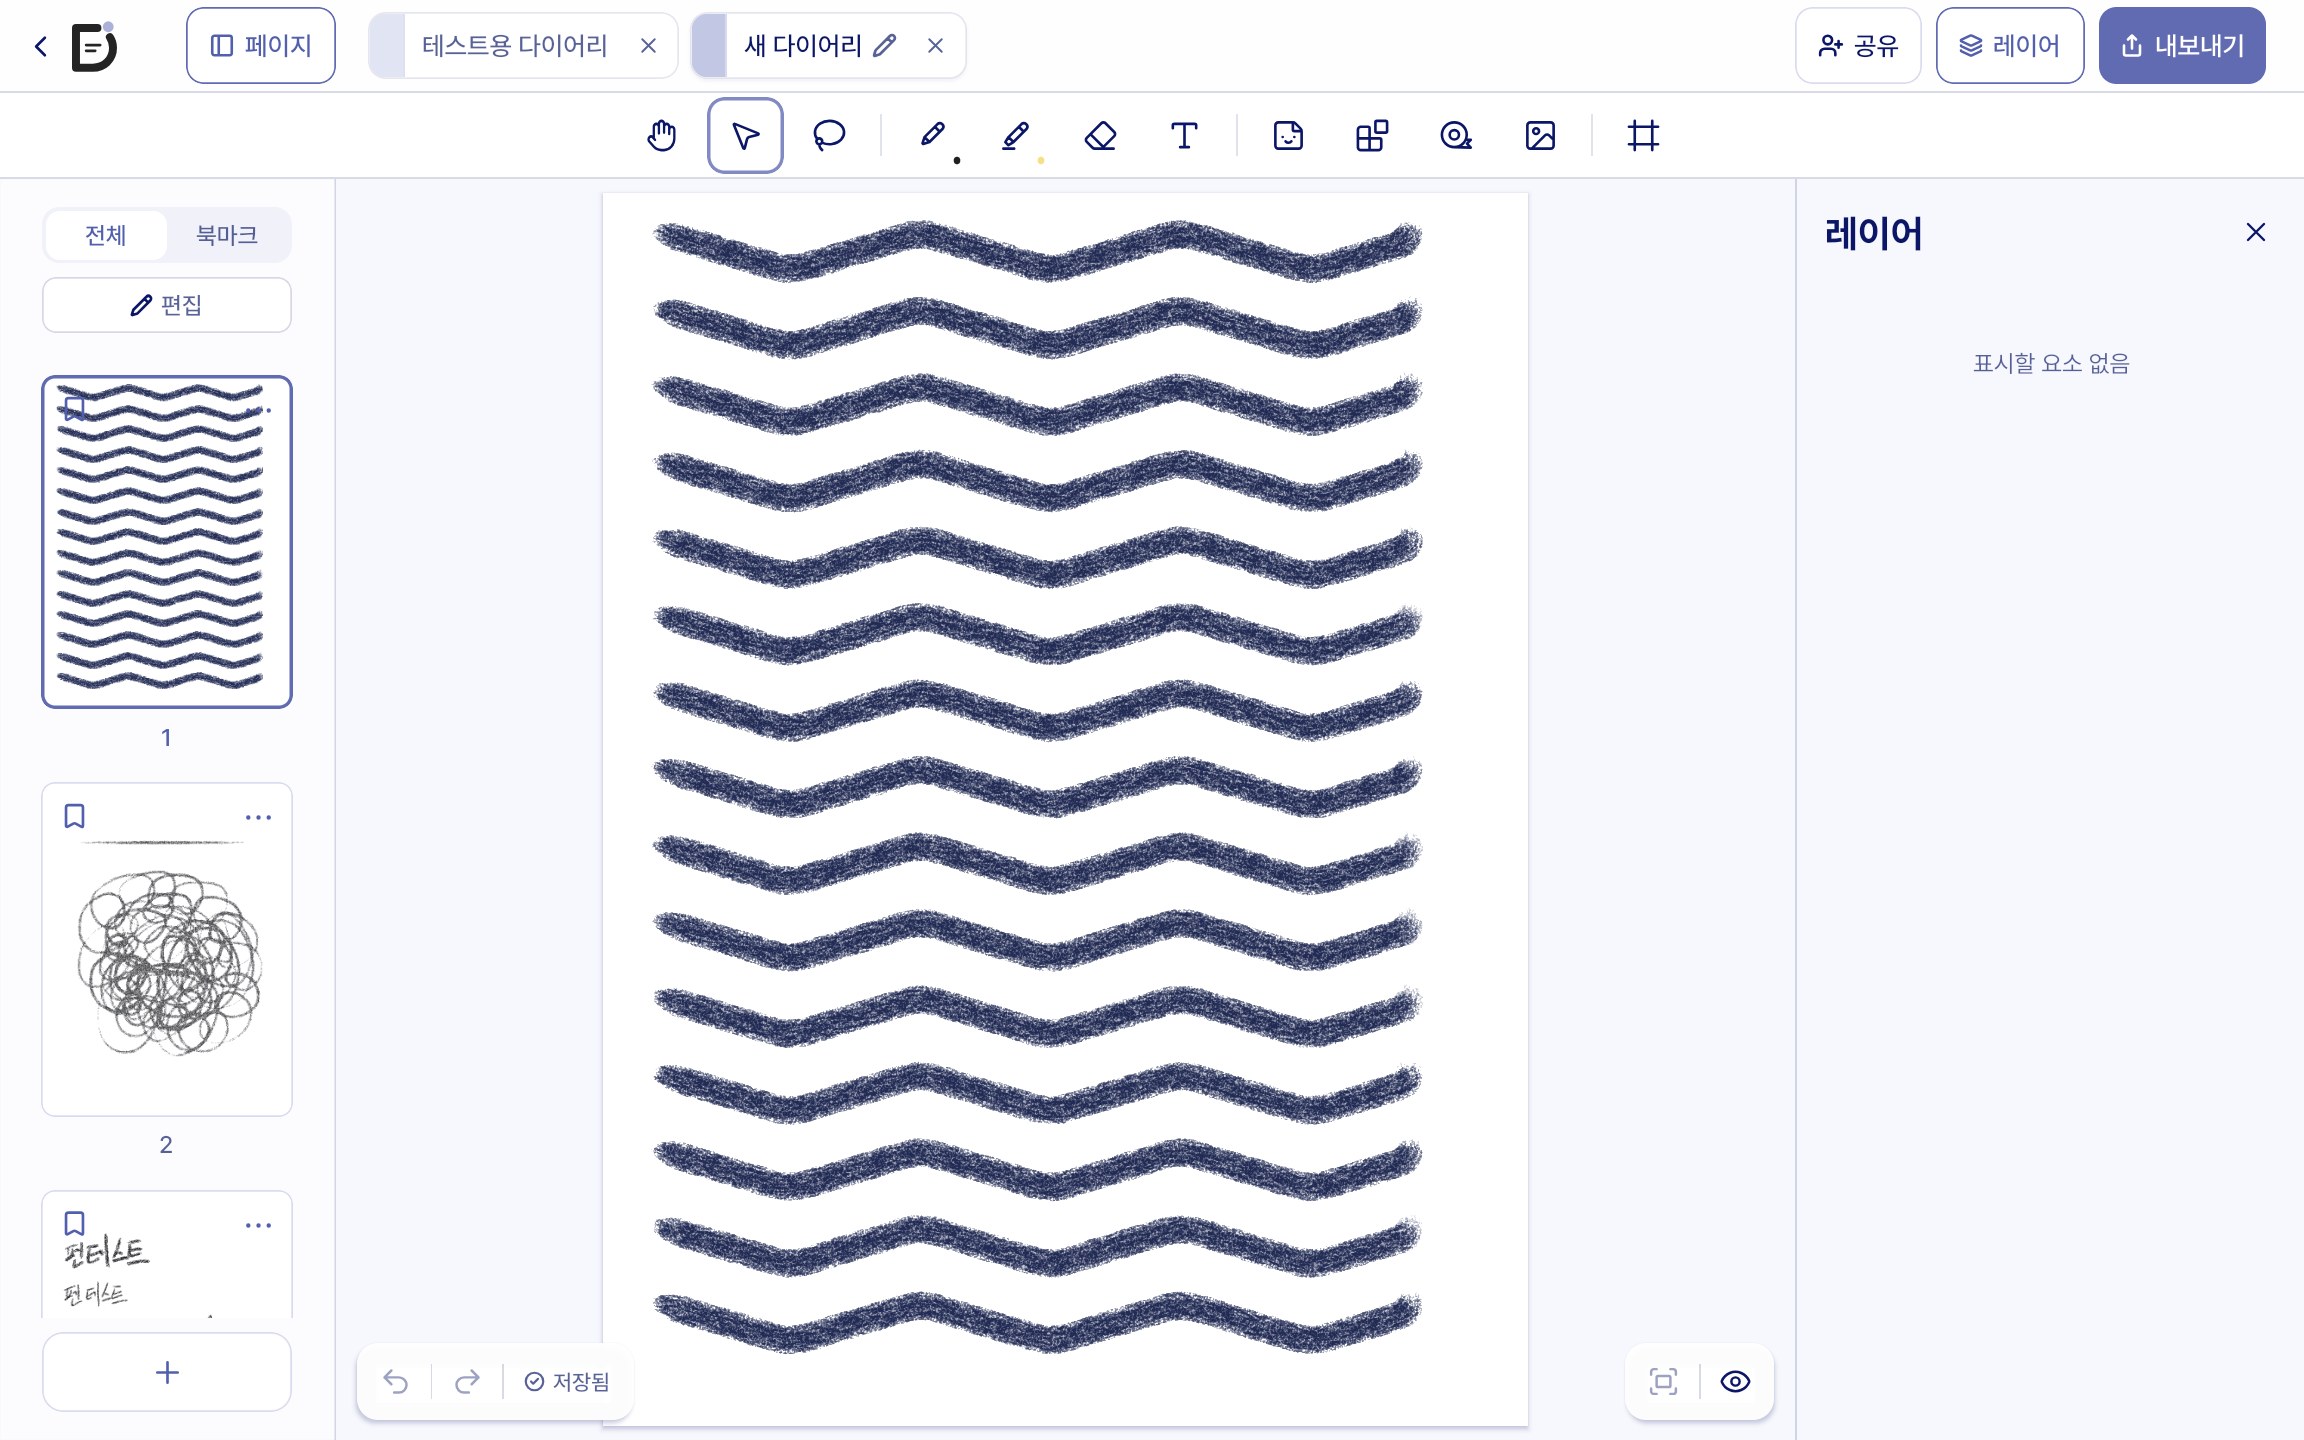 페이지
테스트용 다이어리
새 다이어리
공유
레이어
내보내기
전체
북마크
편집
1
2
펜테스트
펜테스트
저장됨
레이어
표시할 요소 없음